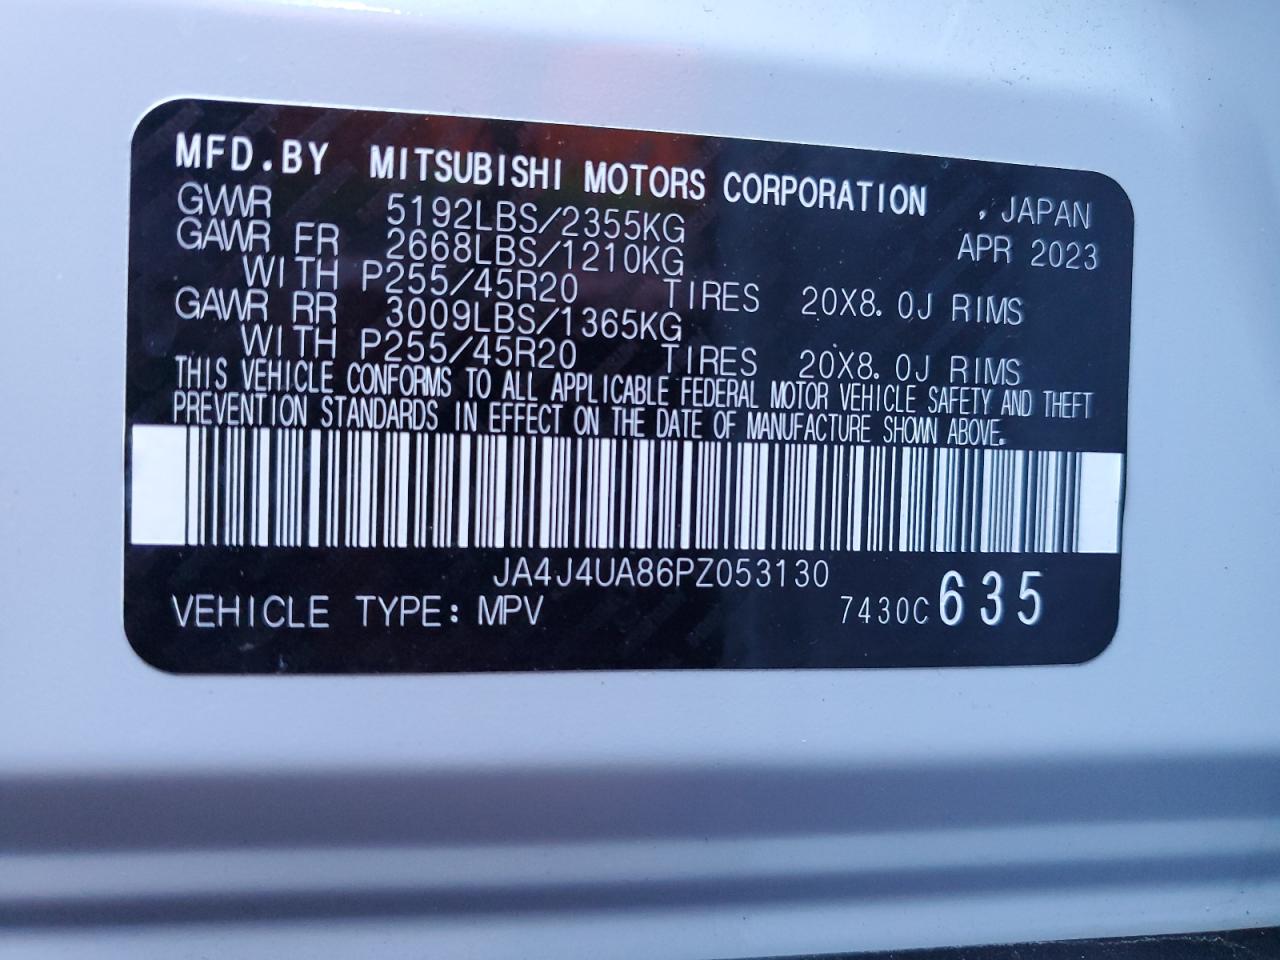 MFD.BY MITSUBISHI MOTORS CORPORATION , JAPAN
GVWR 5192LBS/2355KG APR 2023
GAWR FR 2668LBS/1210KG
WITH P255/45R20 TIRES 20X8.0J RIMS
GAWR RR 3009LBS/1365KG
WITH P255/45R20 TIRES 20X8.0J RIMS
THIS VEHICLE CONFORMS TO ALL APPLICABLE FEDERAL MOTOR VEHICLE SAFETY AND THEFT
PREVENTION STANDARDS IN EFFECT ON THE DATE OF MANUFACTURE SHOWN ABOVE.
JA4J4UA86PZ053130
VEHICLE TYPE: MPV 7430C 635